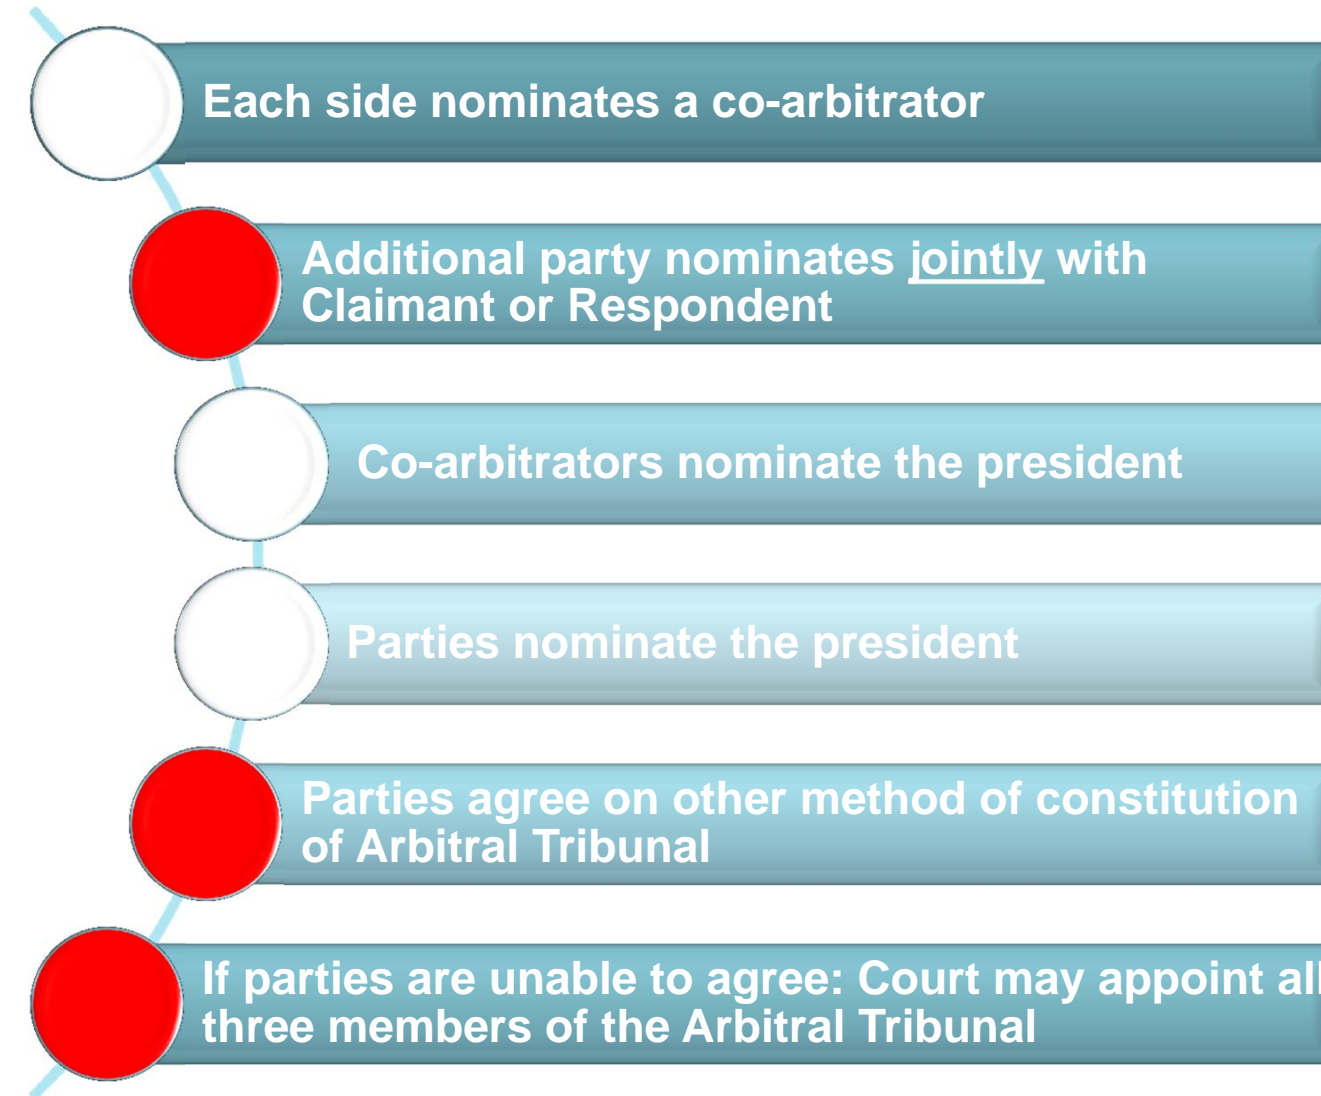 Each side nominates a co-arbitrator
Additional party nominates jointly with
Claimant or Respondent
Co-arbitrators nominate the president
Parties nominate the president
Parties agree on other method of constitution
of Arbitral Tribunal
If parties are unable to agree: Court may appoint all
three members of the Arbitral Tribunal